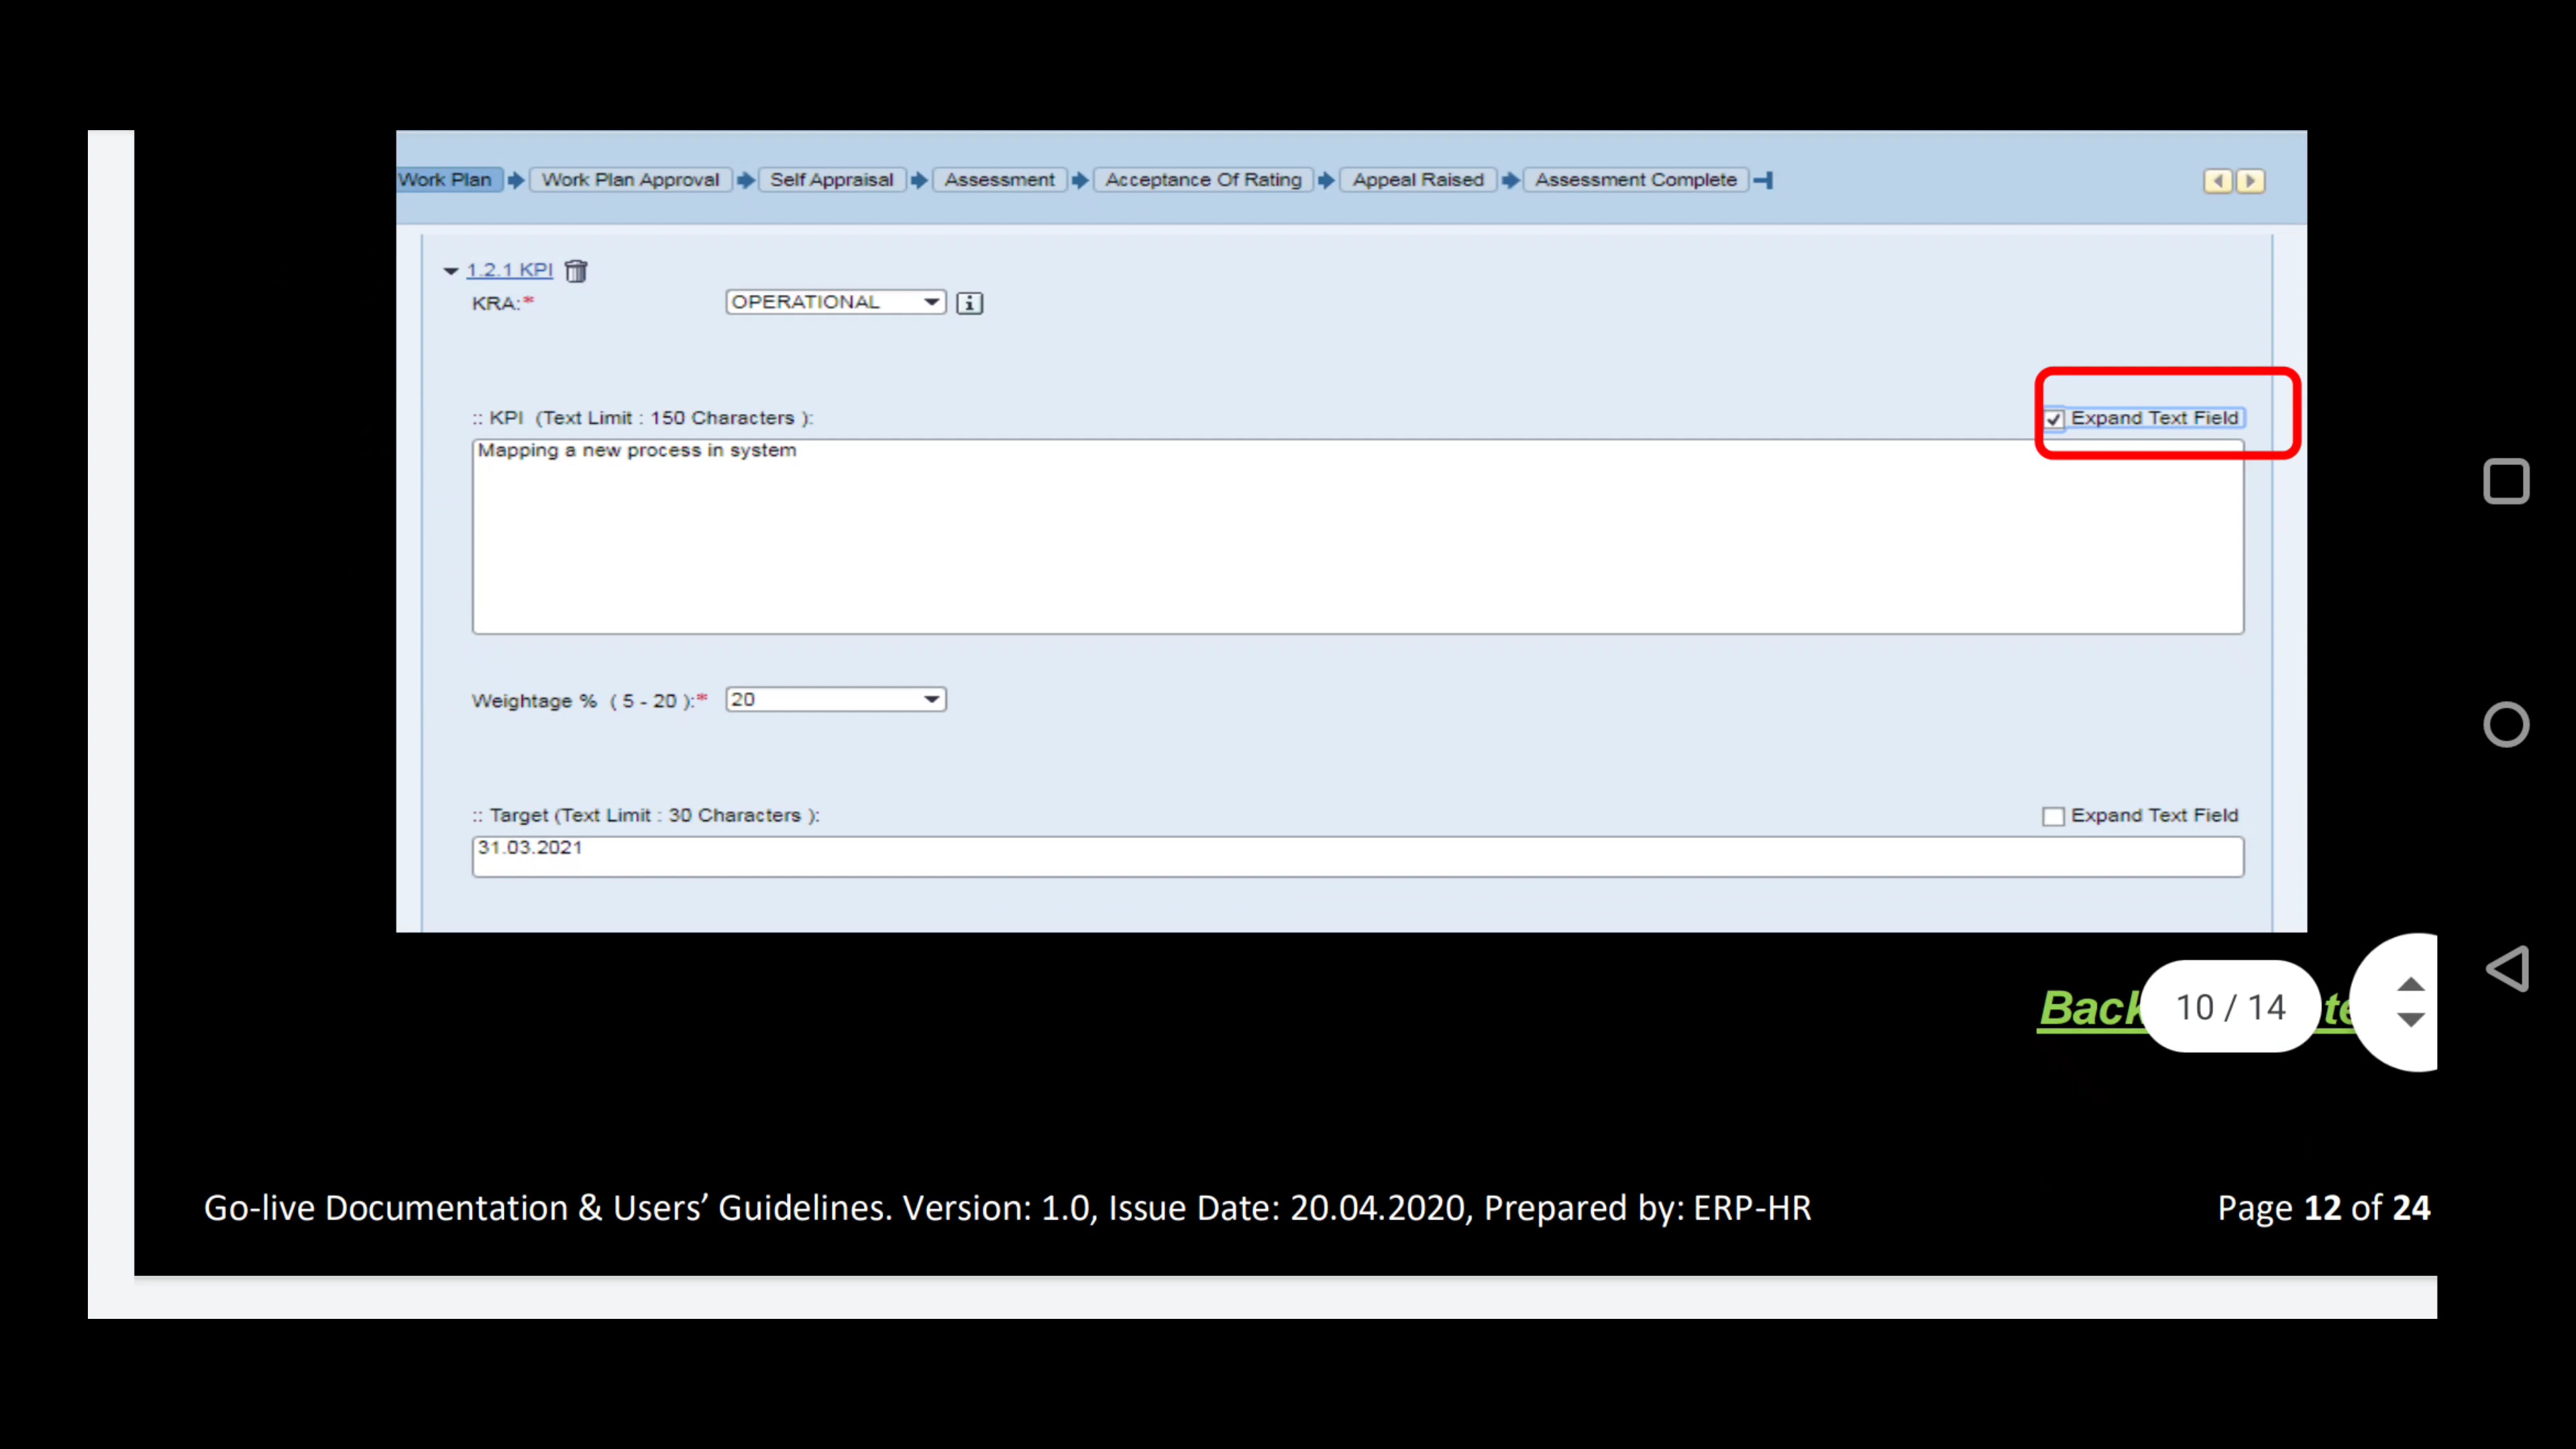 Work Plan Work Plan Approval Self Appraisal Assessment Acceptance Of Rating Appeal Raised Assessment Complete
1.2.1 KPI
KRA:* OPERATIONAL
:: KPI (Text Limit : 150 Characters ): Expand Text Field
Mapping a new process in system
Weightage % ( 5 - 20 ):* 20
:: Target (Text Limit : 30 Characters ): Expand Text Field
31.03.2021
10 / 14
Go-live Documentation & Users’ Guidelines. Version: 1.0, Issue Date: 20.04.2020, Prepared by: ERP-HR Page 12 of 24